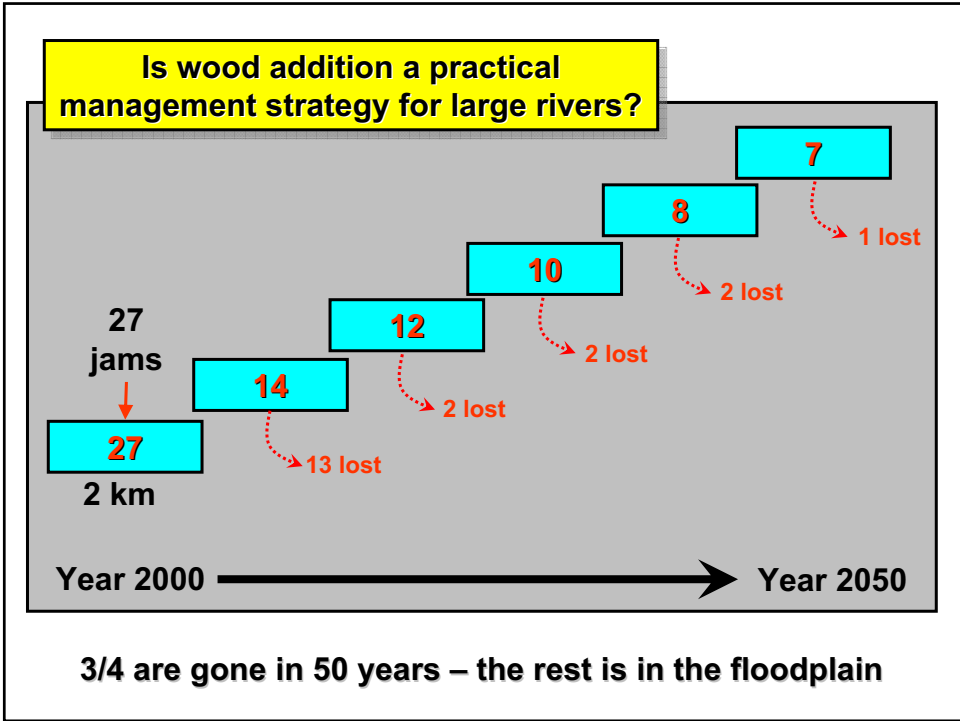 Is wood addition a practical
management strategy for large rivers?
7
1 lost
8
2 lost
10
2 lost
12
2 lost
27
jams
14
13 lost
27
2 km
Year 2000
Year 2050
3/4 are gone in 50 years – the rest is in the floodplain